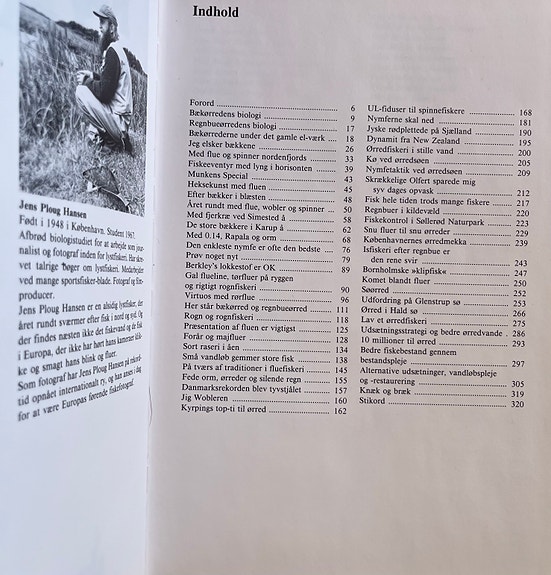 Jens Ploug Hansen
Født i 1948 i København. Student 1967.
Afbrød biologistudiet for at arbejde som jour-
nalist og fotograf inden for lystfiskeri. Har skre-
vet talrige bøger om lystfiskeri. Medarbejder
ved mange sportsfisker-blade. Fotograf og film-
producer.
Jens Ploug Hansen er en alsidig lystfisker, der
året rundt sværmer efter fisk i nord og syd. Og
der findes næsten ikke det fiskevand og de fisk
i Europa, der ikke har hørt hans kameraer klik-
ke og smagt hans blink og fluer.
Som fotograf har Jens Ploug Hansen på rekord
tid opnået internationalt ry, og han anses i dag
for at være Europas førende fiskefotograf.
Indhold
Forord 6
Bækørredens biologi 9
Regnbueørredens biologi 17
Bækørrederne under det gamle el-værk 18
Jeg elsker bækkene 26
Med flue og spinner nordenfjords 33
Fiskeeventyr med lyng i horisonten 39
Munkens Special 43
Heksekunst med fluen 45
Efter bækker i blæsten 48
Året rundt med flue, wobler og spinner 50
Med fjerkræ ved Simested å 58
De store bækkere i Karup å 62
Med 0.14, Rapala og orm 68
Den enkleste nymfe er ofte den bedste 76
Prøv noget nyt 79
Berkley's lokkestof er OK 89
Gal flueline, tørfluer på ryggen
og rigtigt rognfiskeri 90
Virtuos med rørflue 96
Her står bækørred og regnbueørred 111
Rogn og rognfiskeri 118
Præsentation af fluen er vigtigst 125
Forår og majfluer 128
Sort raseri i åen 134
Små vandløb gemmer store fisk 138
På tværs af traditioner i fluefiskeri 145
Fede orm, ørreder og silende regn 155
Danmarksrekorden blev tyvstjålet 157
Jig Wobleren 160
Kyrpings top-ti til ørred 162
UL-fiduser til spinnefiskere 168
Nymferne skal ned 181
Jyske rødplettede på Sjælland 190
Dynamit fra New Zealand 195
Ørredfiskeri i stille vand 200
Kø ved ørredsøen 205
Nymfetaktik ved ørredsøen 209
Skrækkelige Olfert sparede mig
syv dages opvask 212
Fisk hele tiden trods mange fiskere 217
Regnbuer i kildevæld 220
Fiskekontrol i Søllerød Naturpark 223
Snu fluer til snu ørreder 229
Københavnernes ørredmekka 239
Isfiskeri efter regnbue er
den rene svir 243
Bornholmske »klipfisk« 247
Komet blandt fluer 250
Søørred 252
Udfordring på Glenstrup sø 253
Ørred i Hald sø 266
Lav et ørredfiskeri 275
Udsætningsstrategi og bedre ørredvande 286
10 millioner til ørred 293
Bedre fiskebestand gennem
bestandspleje 297
Alternative udsætninger, vandløbspleje
og -restaurering 305
Knæk og bræk 319
Stikord 320